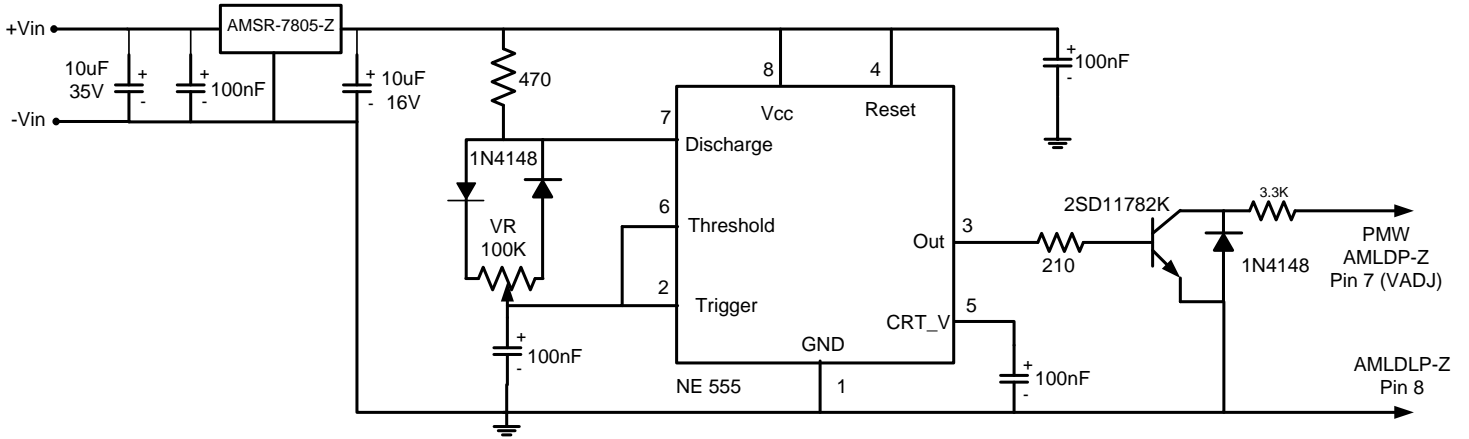 +Vin
AMSR-7805-Z
10uF
35V
+
-
+
-
100nF
+
-
10uF
16V
-Vin
470
8
4
+
-
100nF
Vcc
Reset
7
Discharge
1N4148
6
Threshold
VR
100K
2
Trigger
+
-
100nF
Out
3
210
2SD11782K
3.3K
1N4148
PMW
AMLDP-Z
Pin 7 (VADJ)
CRT_V
5
GND
1
NE 555
+
-
100nF
AMLDLP-Z
Pin 8